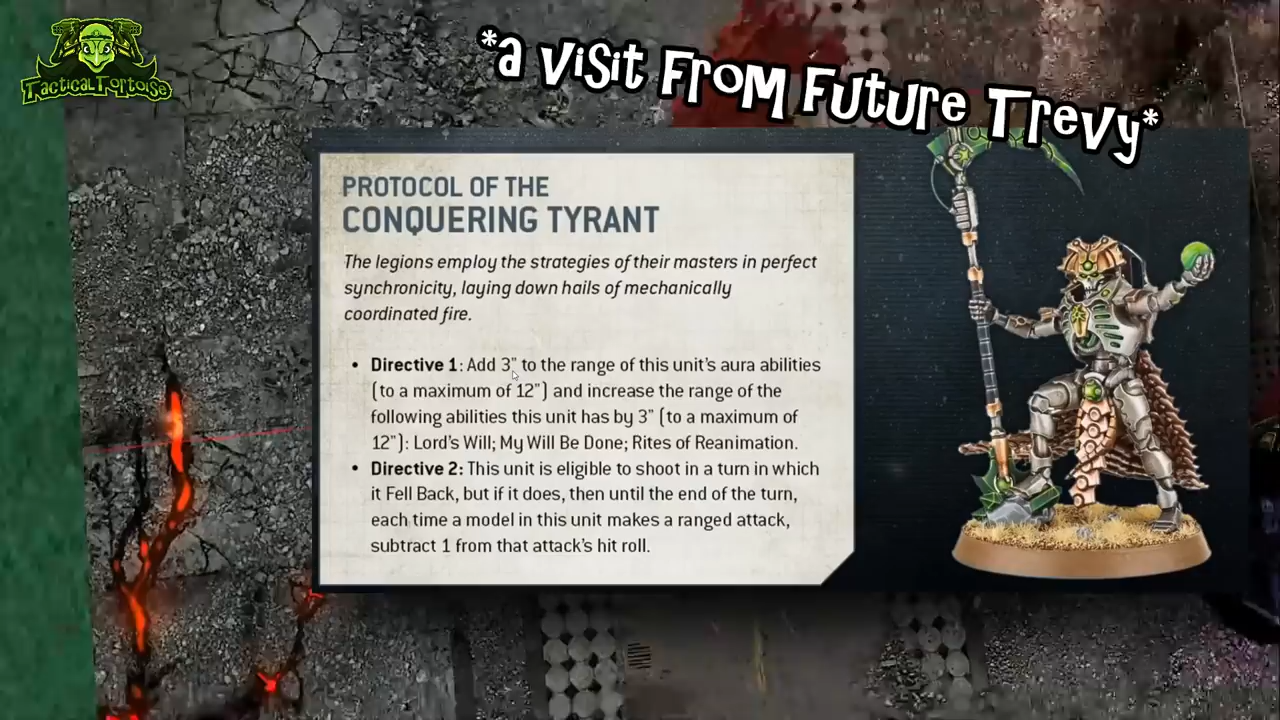 TacticalTortoise
*a Visit From Future Trevy*
PROTOCOL OF THE
CONQUERING TYRANT
The legions employ the strategies of their masters in perfect
synchronicity, laying down hails of mechanically
coordinated fire.
• Directive 1: Add 3" to the range of this unit's aura abilities
(to a maximum of 12") and increase the range of the
following abilities this unit has by 3" (to a maximum of
12"): Lord's Will; My Will Be Done; Rites of Reanimation.
• Directive 2: This unit is eligible to shoot in a turn in which
it Fell Back, but if it does, then until the end of the turn,
each time a model in this unit makes a ranged attack,
subtract 1 from that attack's hit roll.